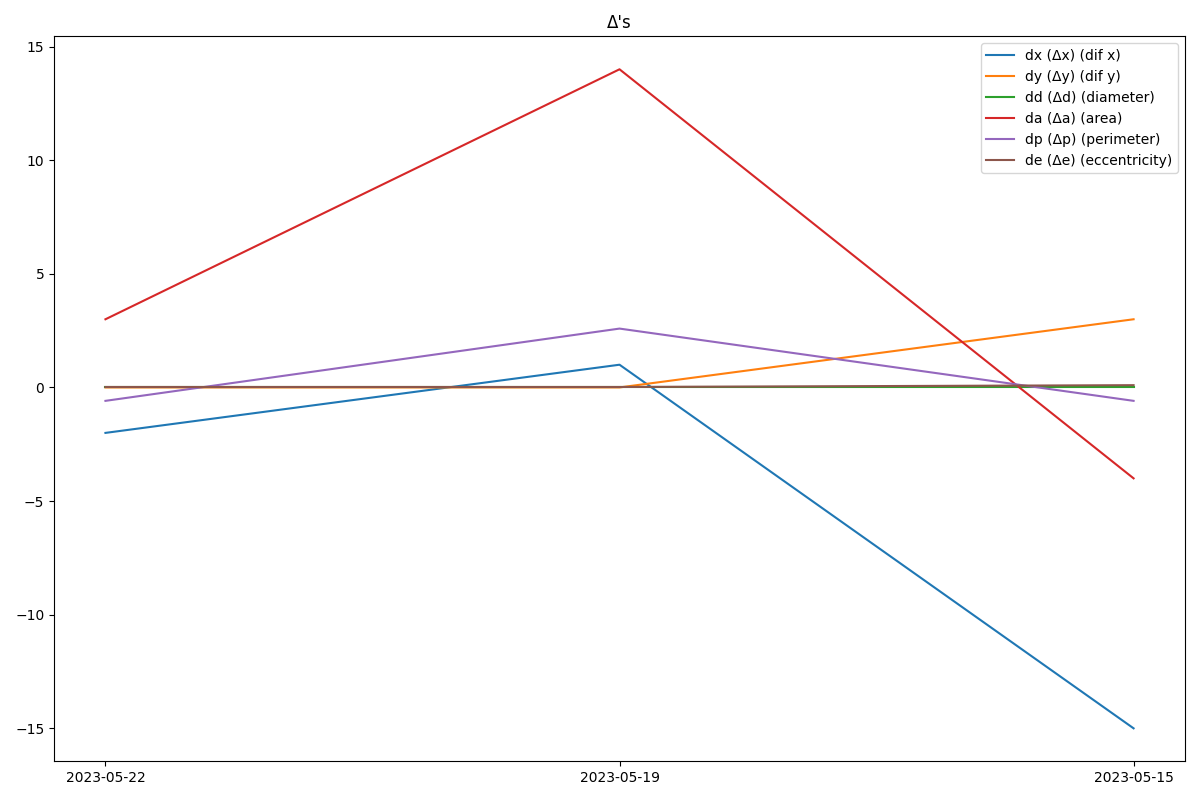 Δ's
15
10
5
0
−5
−10
−15
dx (Δx) (dif x)
dy (Δy) (dif y)
dd (Δd) (diameter)
da (Δa) (area)
dp (Δp) (perimeter)
de (Δe) (eccentricity)
2023-05-22
2023-05-19
2023-05-15